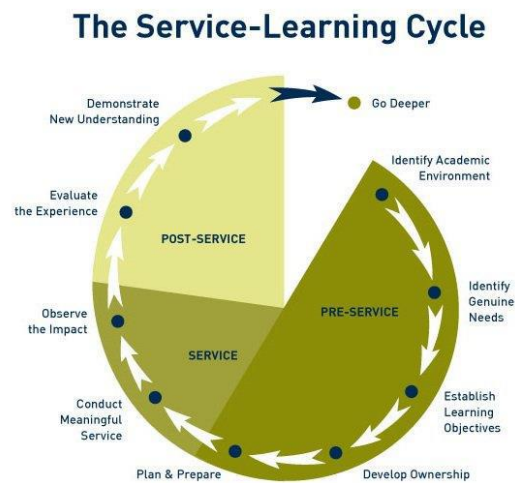 The Service-Learning Cycle
Go Deeper
Identify Academic
Environment
Identify
Genuine
Needs
Establish
Learning
Objectives
Develop Ownership
Plan & Prepare
Conduct
Meaningful
Service
Observe
the Impact
Evaluate
the Experience
Demonstrate
New Understanding
POST-SERVICE
PRE-SERVICE
SERVICE